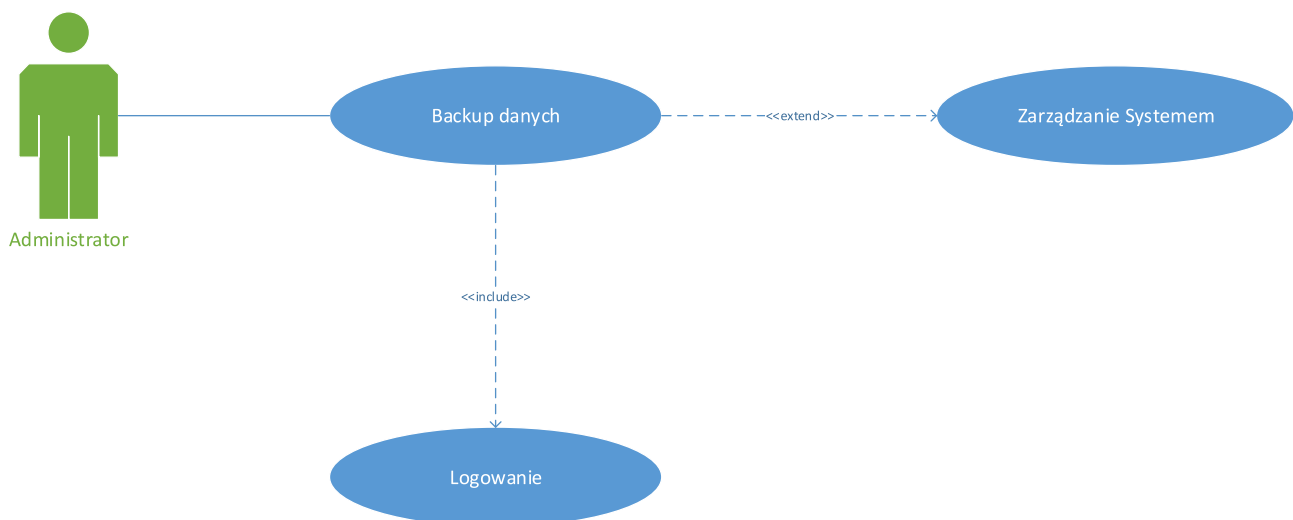 Backup danych
<<extend>>
Zarządzanie Systemem
Administrator
<<include>>
Logowanie